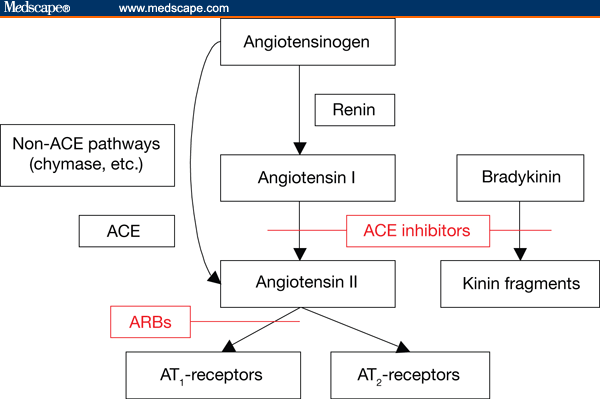 Medscape® www.medscape.com
Angiotensinogen
Renin
Non-ACE pathways
(chymase, etc.)
Angiotensin I
Bradykinin
ACE
ACE inhibitors
Angiotensin II
Kinin fragments
ARBs
AT₁-receptors
AT₂-receptors